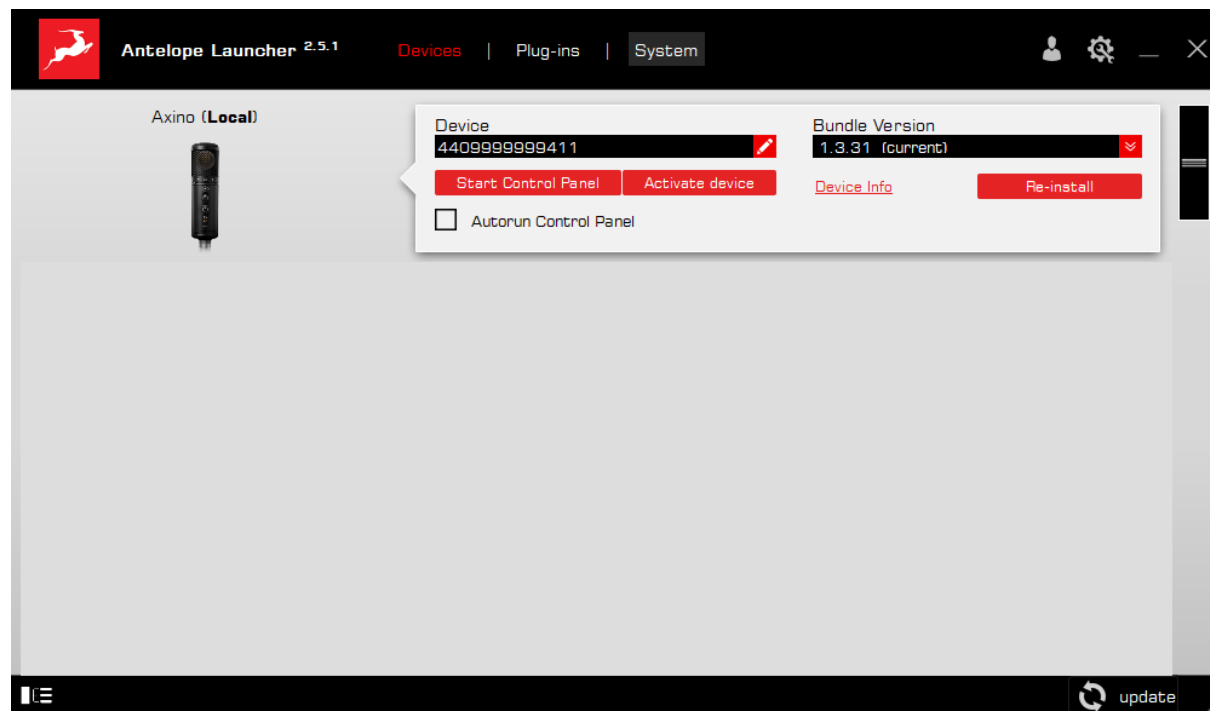 Antelope Launcher 2.5.1 Devices | Plug-ins | System
Axino (Local)
Device
4409999999411
Start Control Panel
Activate device
Autorun Control Panel
Bundle Version
1.3.31 (current)
Device Info
Re-install
update